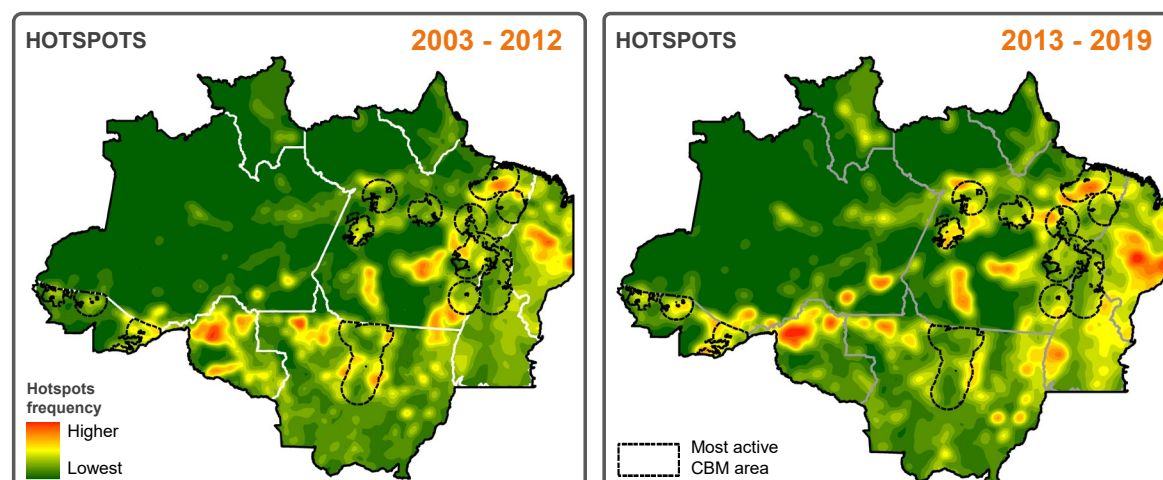 HOTSPOTS
2003 - 2012
Hotspots
frequency
Higher
Lowest
HOTSPOTS
2013 - 2019
Most active
CBM area